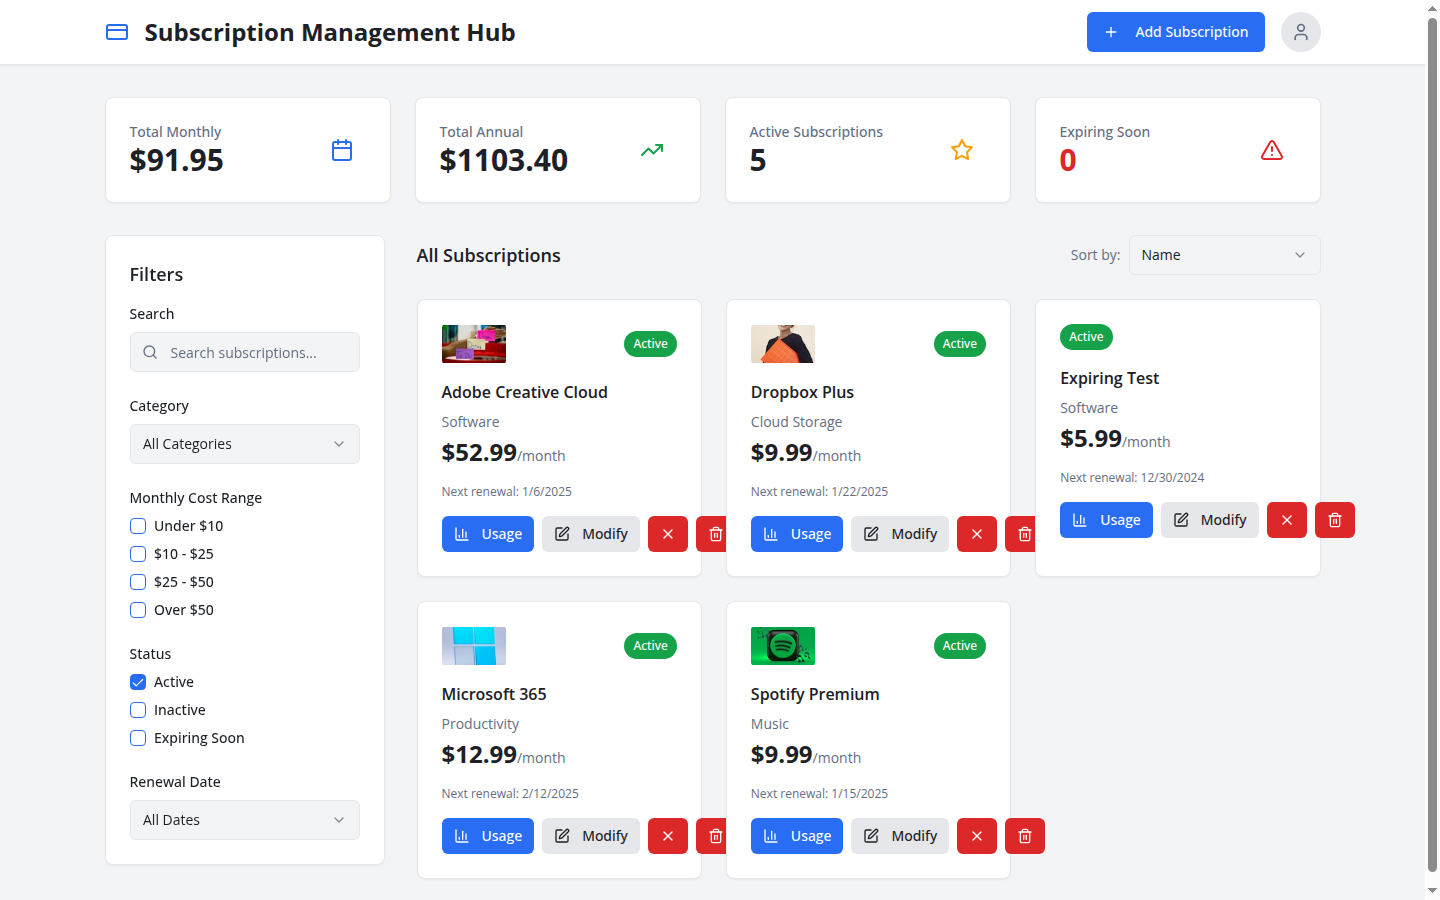 Subscription Management Hub
Add Subscription
Total Monthly
$91.95
Total Annual
$1103.40
Active Subscriptions
5
Expiring Soon
0
Filters
Search
Search subscriptions...
Category
All Categories
Monthly Cost Range
Under $10
$10 - $25
$25 - $50
Over $50
Status
Active
Inactive
Expiring Soon
Renewal Date
All Dates
All Subscriptions
Sort by:
Name
Active
Adobe Creative Cloud
Software
$52.99/month
Next renewal: 1/6/2025
Usage
Modify
Active
Dropbox Plus
Cloud Storage
$9.99/month
Next renewal: 1/22/2025
Usage
Modify
Active
Expiring Test
Software
$5.99/month
Next renewal: 12/30/2024
Usage
Modify
Active
Microsoft 365
Productivity
$12.99/month
Next renewal: 2/12/2025
Usage
Modify
Active
Spotify Premium
Music
$9.99/month
Next renewal: 1/15/2025
Usage
Modify